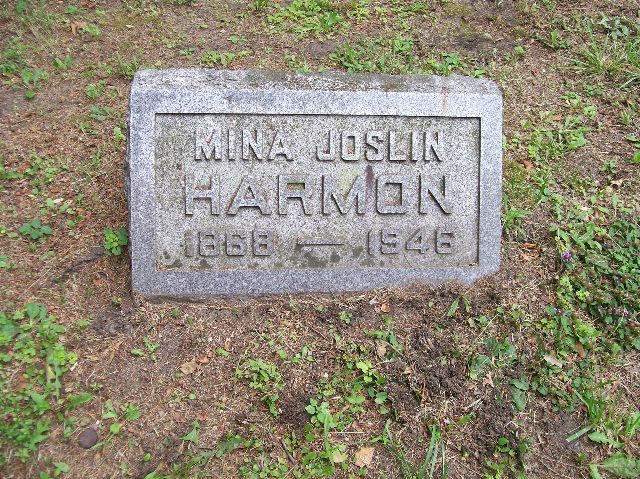 MINA JOSLIN
HARMON
1868 — 1946